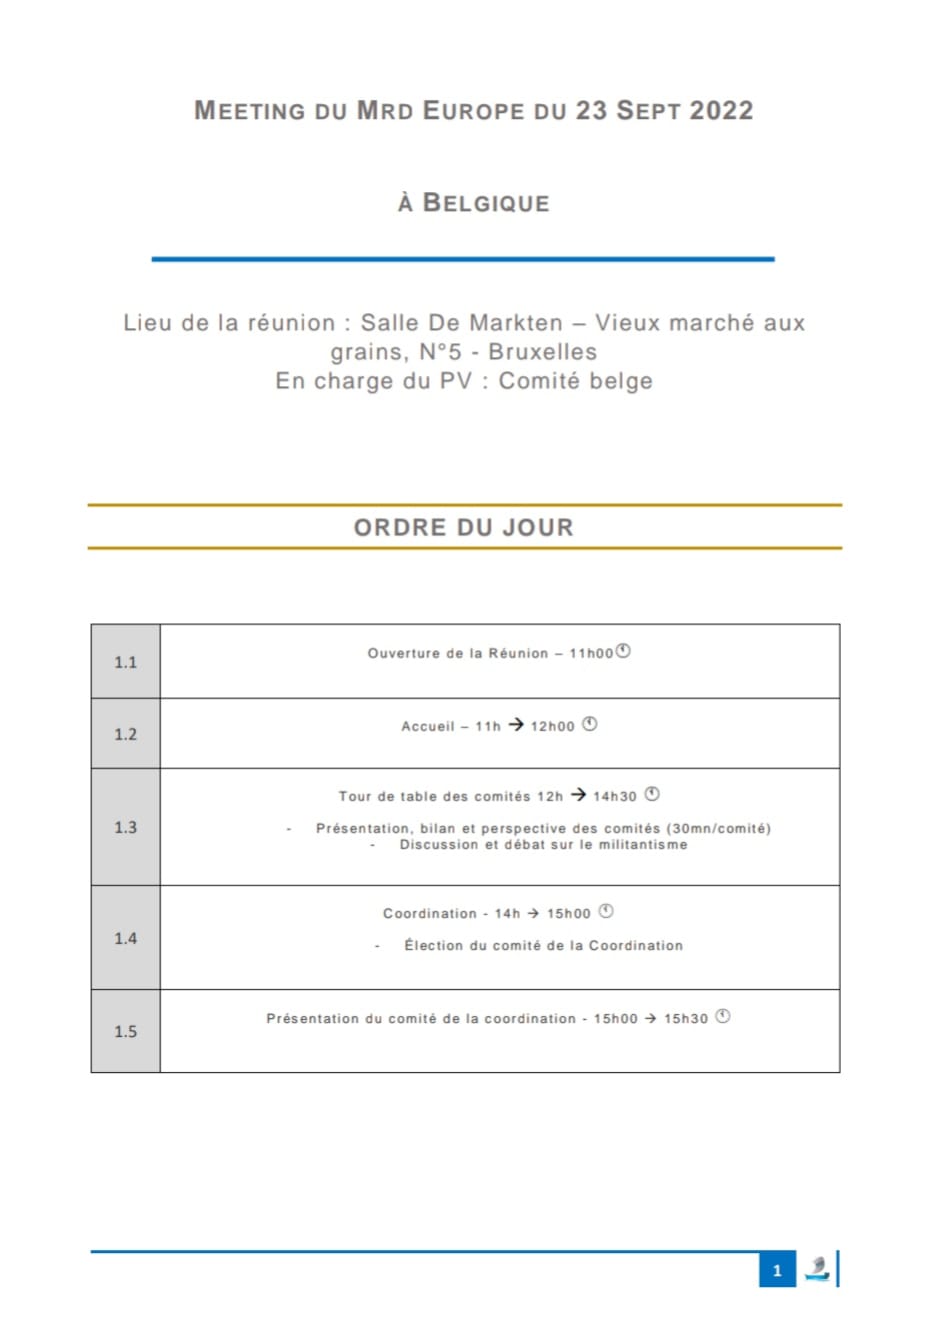 MEETING DU MRD EUROPE DU 23 SEPT 2022
À BELGIQUE
Lieu de la réunion : Salle De Markten – Vieux marché aux
grains, N°5 - Bruxelles
En charge du PV : Comité belge
ORDRE DU JOUR
1.1
Ouverture de la Réunion – 11h00
1.2
Accueil – 11h → 12h00
1.3
Tour de table des comités 12h → 14h30
- Présentation, bilan et perspective des comités (30mn/comité)
- Discussion et débat sur le militantisme
1.4
Coordination - 14h → 15h00
- Élection du comité de la Coordination
1.5
Présentation du comité de la coordination - 15h00 → 15h30
1